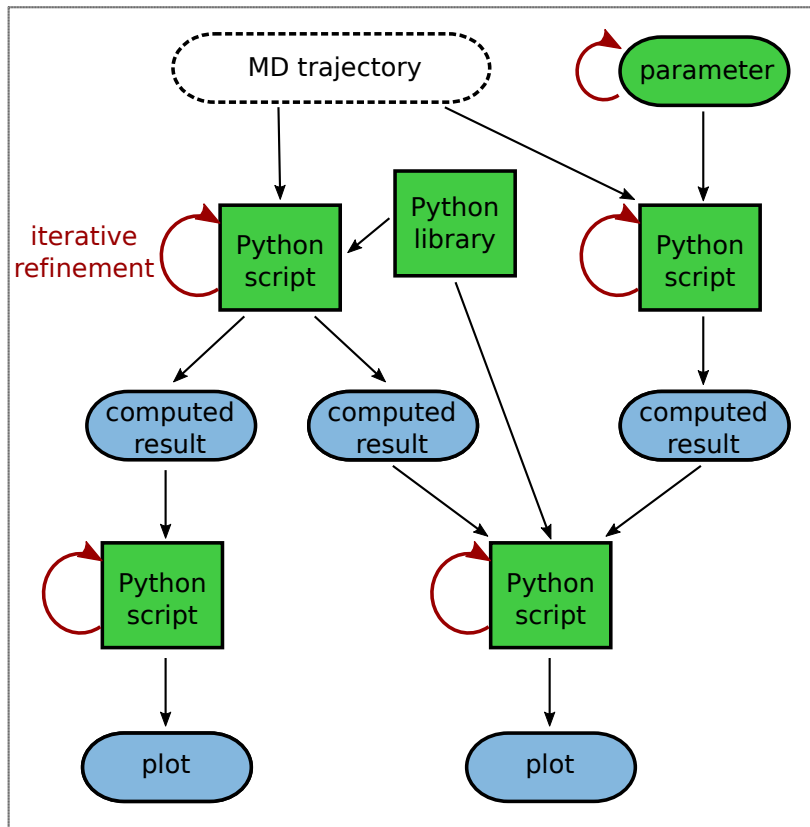 MD trajectory
parameter
iterative
refinement
Python
script
Python
library
Python
script
computed
result
computed
result
computed
result
Python
script
Python
script
plot
plot